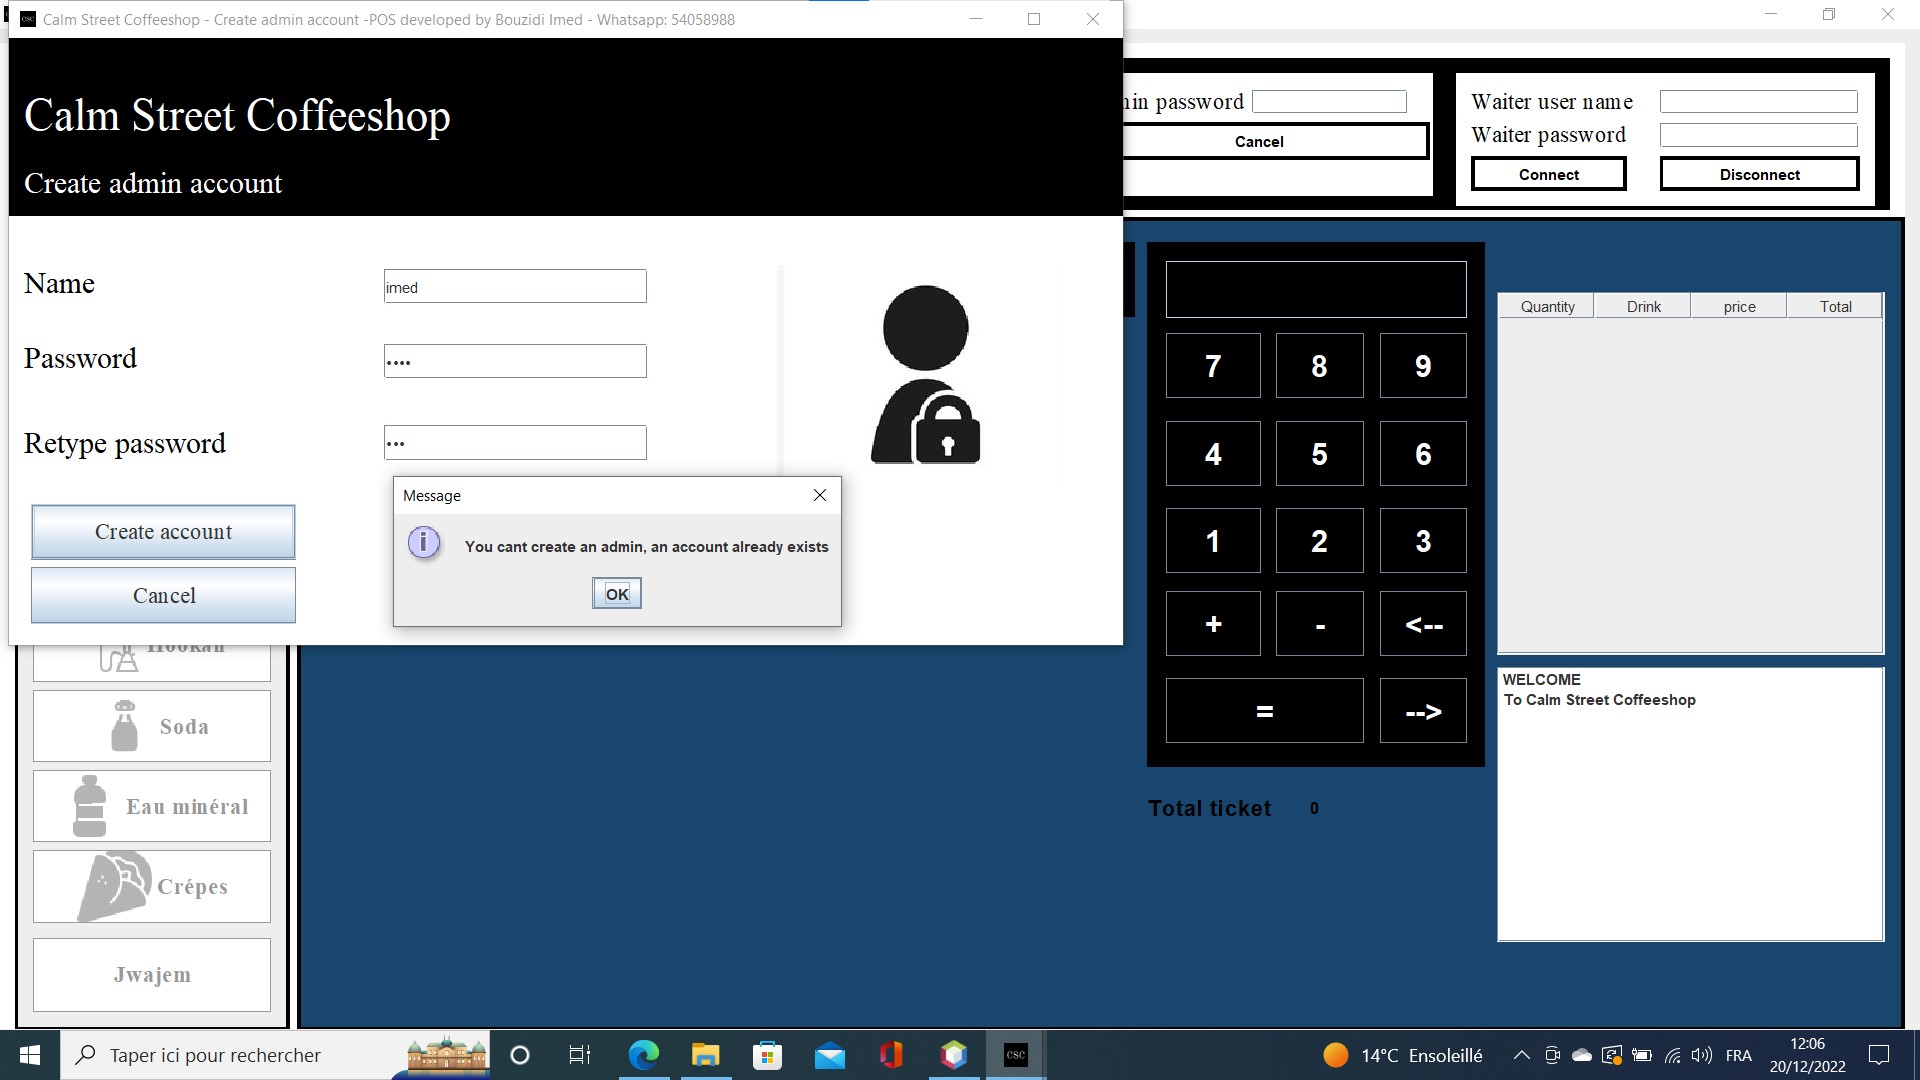 Calm Street Coffeeshop - Create admin account -POS developed by Bouzidi Imed - Whatsapp: 54058988
Calm Street Coffeeshop
Create admin account
Name
imed
Password
••••
Retype password
•••
Create account
Cancel
Message
You cant create an admin, an account already exists
OK
password
Cancel
Waiter user name
Waiter password
Connect
Disconnect
7 8 9
4 5 6
1 2 3
+ - <--
= -->
Total ticket 0
Quantity Drink price Total
WELCOME
To Calm Street Coffeeshop
Hookah
Soda
Eau minéral
Crépes
Jwajem
Taper ici pour rechercher
CSC
14°C Ensoleillé
FRA
12:06
20/12/2022